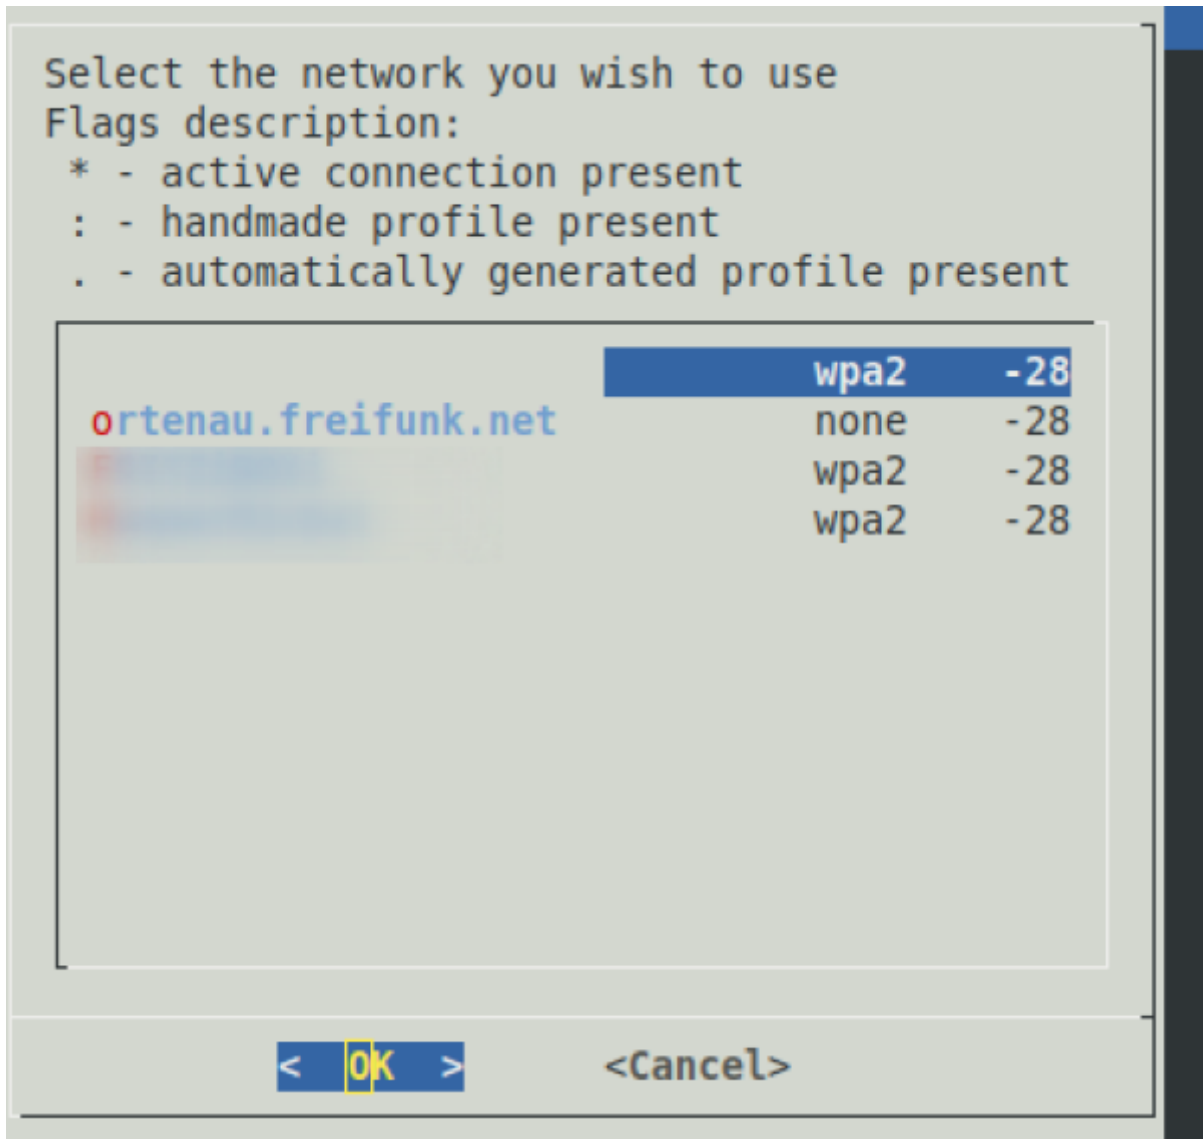 Select the network you wish to use
Flags description:
* - active connection present
: - handmade profile present
. - automatically generated profile present
wpa2 -28
ortenau.freifunk.net none -28
wpa2 -28
wpa2 -28
< OK > <Cancel>